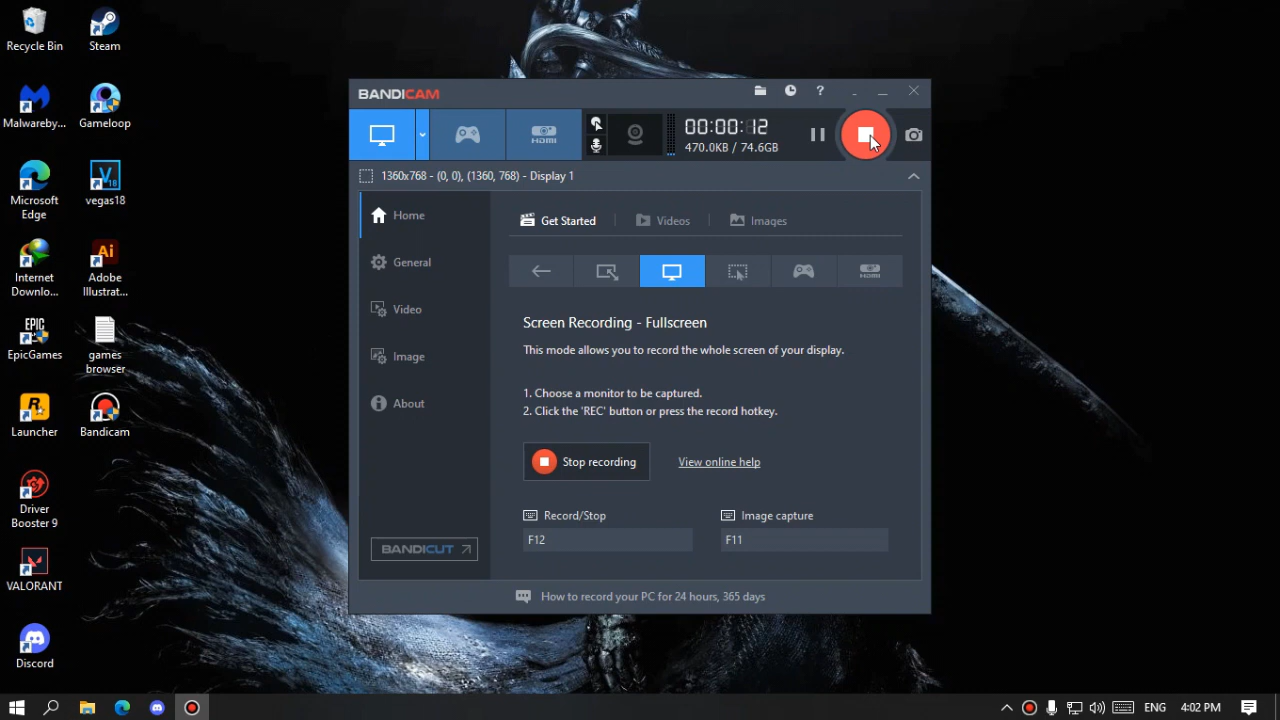 Recycle Bin
Steam
Malwareby...
Gameloop
Microsoft
Edge
vegas18
Internet
Downlo...
Adobe
Illustrat...
EPIC
EpicGames
games
browser
Launcher
Bandicam
Driver
Booster 9
VALORANT
Discord
BANDICAM
HDMI
00:00:12
470.0KB / 74.6GB
1360x768 - (0, 0), (1360, 768) - Display 1
Home
General
Video
Image
About
BANDICUT
Get Started
Videos
Images
HDMI
Screen Recording - Fullscreen
This mode allows you to record the whole screen of your display.
1. Choose a monitor to be captured.
2. Click the 'REC' button or press the record hotkey.
Stop recording
View online help
Record/Stop
Image capture
F12
F11
How to record your PC for 24 hours, 365 days
ENG
4:02 PM